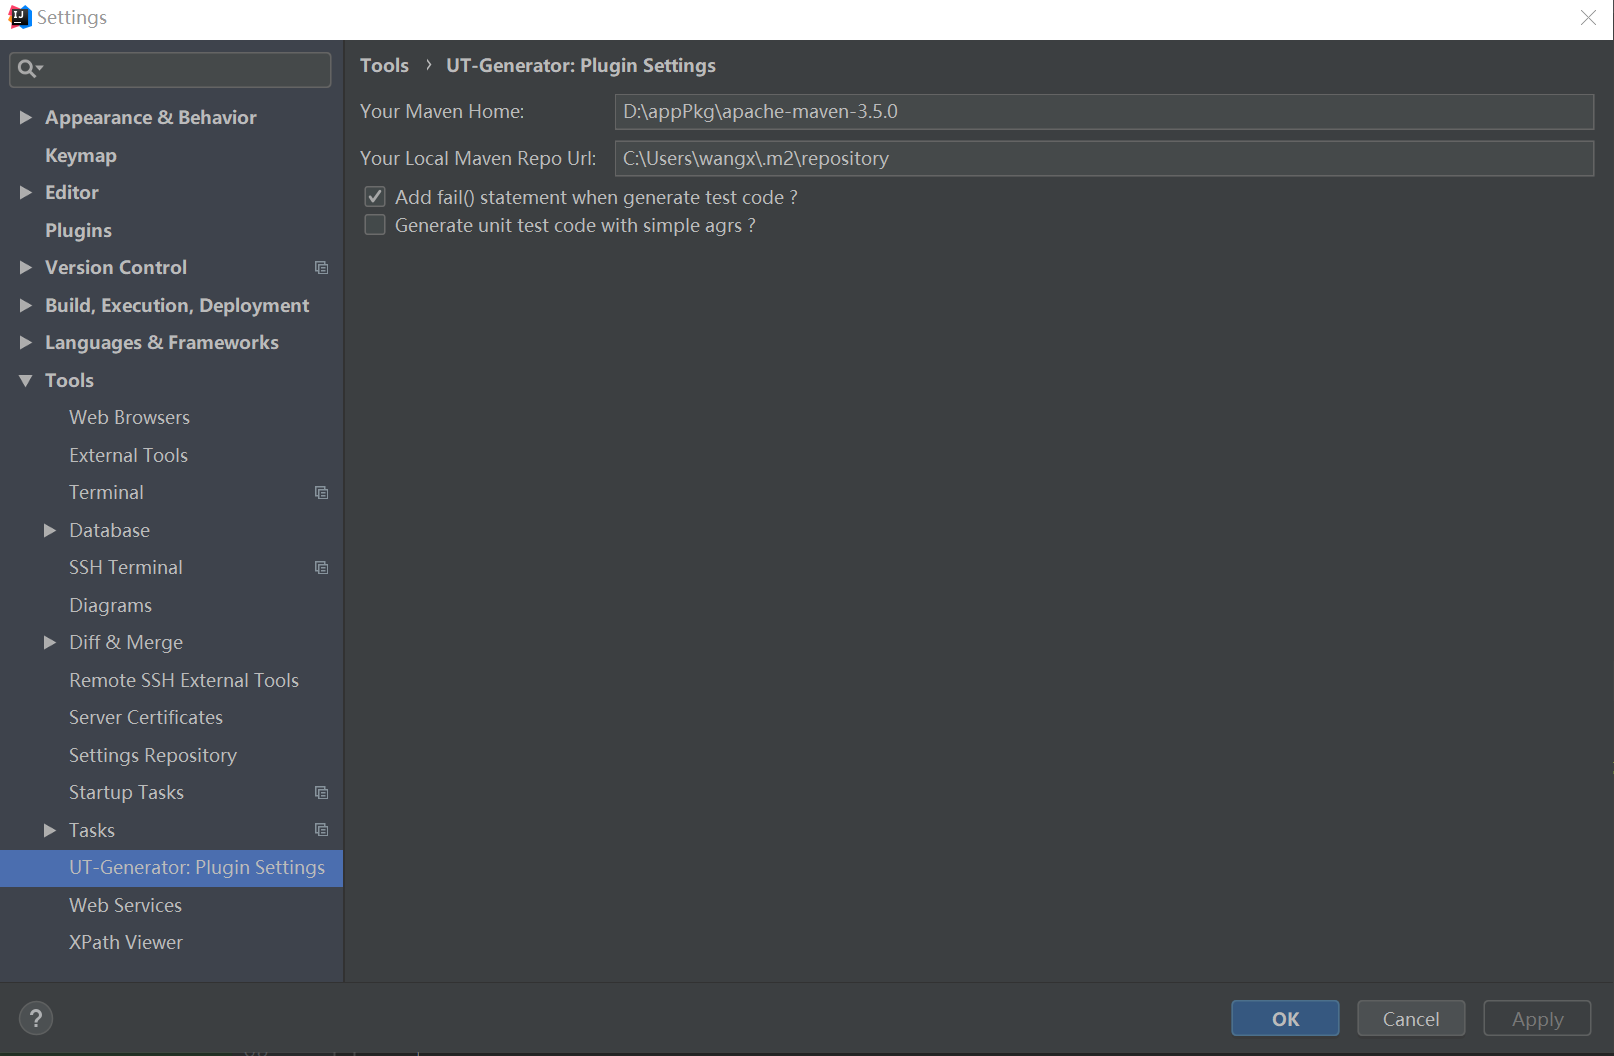 Settings
Appearance & Behavior
Keymap
Editor
Plugins
Version Control
Build, Execution, Deployment
Languages & Frameworks
Tools
Web Browsers
External Tools
Terminal
Database
SSH Terminal
Diagrams
Diff & Merge
Remote SSH External Tools
Server Certificates
Settings Repository
Startup Tasks
Tasks
UT-Generator: Plugin Settings
Web Services
XPath Viewer
Tools › UT-Generator: Plugin Settings
Your Maven Home: D:\appPkg\apache-maven-3.5.0
Your Local Maven Repo Url: C:\Users\wangx\.m2\repository
Add fail() statement when generate test code ?
Generate unit test code with simple agrs ?
?
OK
Cancel
Apply